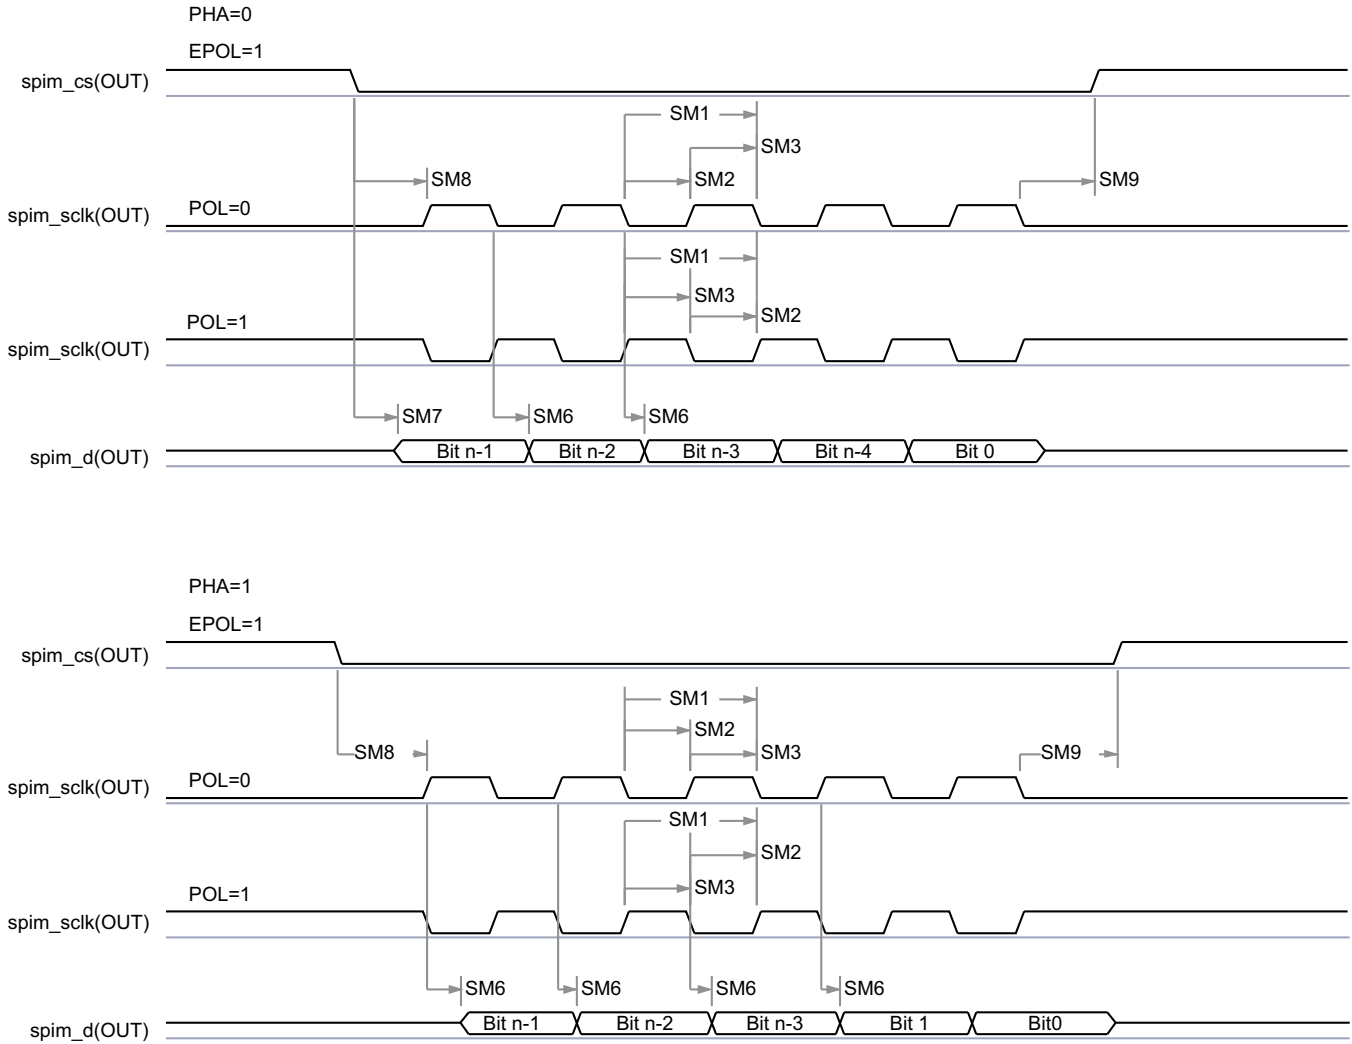 PHA=0
EPOL=1
spim_cs(OUT)
SM1
SM3
SM8
SM2
SM9
POL=0
spim_sclk(OUT)
SM1
SM3
SM2
POL=1
spim_sclk(OUT)
SM7
SM6
SM6
spim_d(OUT)
Bit n-1
Bit n-2
Bit n-3
Bit n-4
Bit 0
PHA=1
EPOL=1
spim_cs(OUT)
SM1
SM2
SM8
SM3
SM9
POL=0
spim_sclk(OUT)
SM1
SM2
SM3
POL=1
spim_sclk(OUT)
SM6
SM6
SM6
SM6
spim_d(OUT)
Bit n-1
Bit n-2
Bit n-3
Bit 1
Bit0